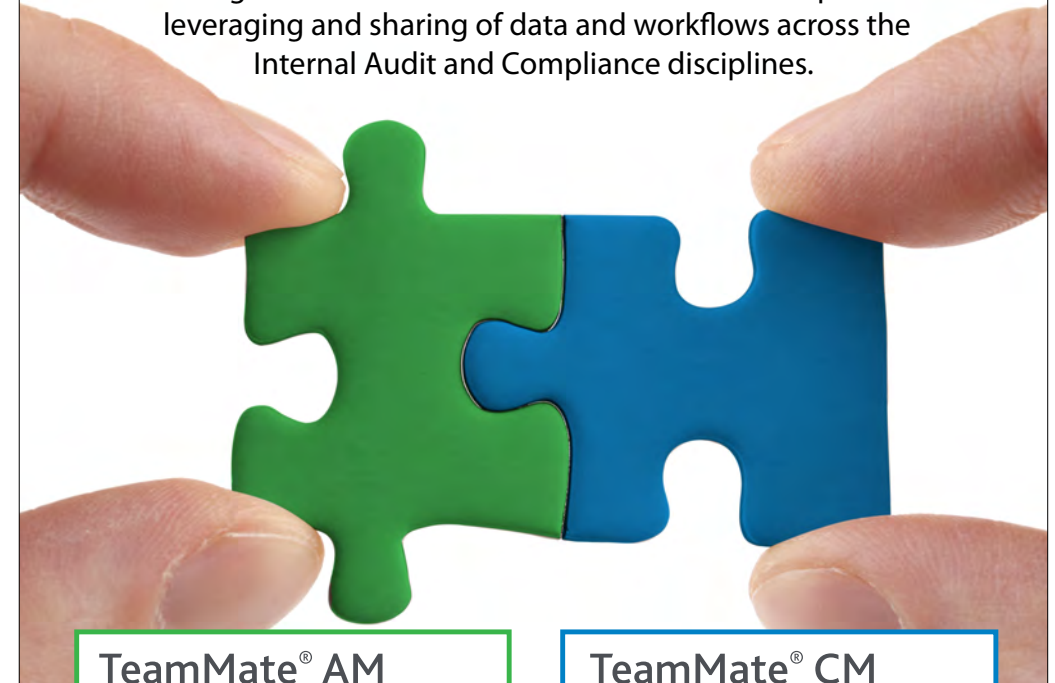 leveraging and sharing of data and workflows across the
Internal Audit and Compliance disciplines.
TeamMate® AM
TeamMate® CM